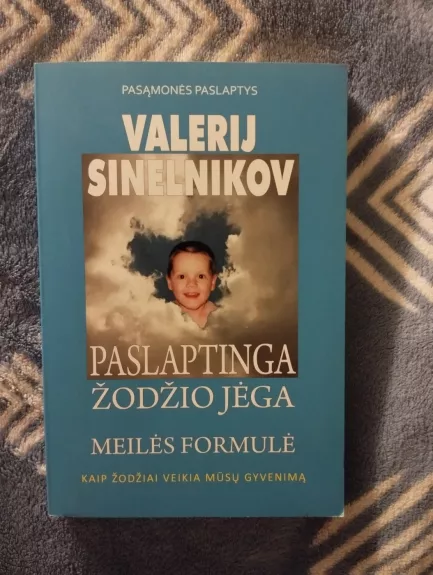 PASĄMONĖS PASLAPTYS
VALERIJ
SINELNIKOV
PASLAPTINGA
ŽODŽIO JĖGA
MEILĖS FORMULĖ
KAIP ŽODŽIAI VEIKIA MŪSŲ GYVENIMĄ